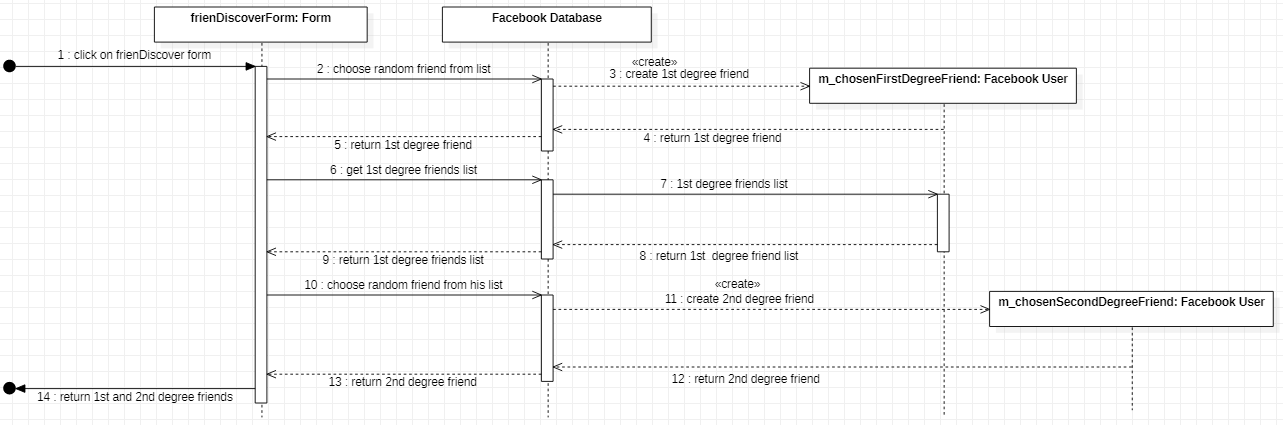 frienDiscoverForm: Form
Facebook Database
1 : click on frienDiscover form
2 : choose random friend from list
«create»
3 : create 1st degree friend
m_chosenFirstDegreeFriend: Facebook User
4 : return 1st degree friend
5 : return 1st degree friend
6 : get 1st degree friends list
7 : 1st degree friends list
8 : return 1st  degree friend list
9 : return 1st degree friends list
10 : choose random friend from his list
«create»
11 : create 2nd degree friend
m_chosenSecondDegreeFriend: Facebook User
12 : return 2nd degree friend
13 : return 2nd degree friend
14 : return 1st and 2nd degree friends